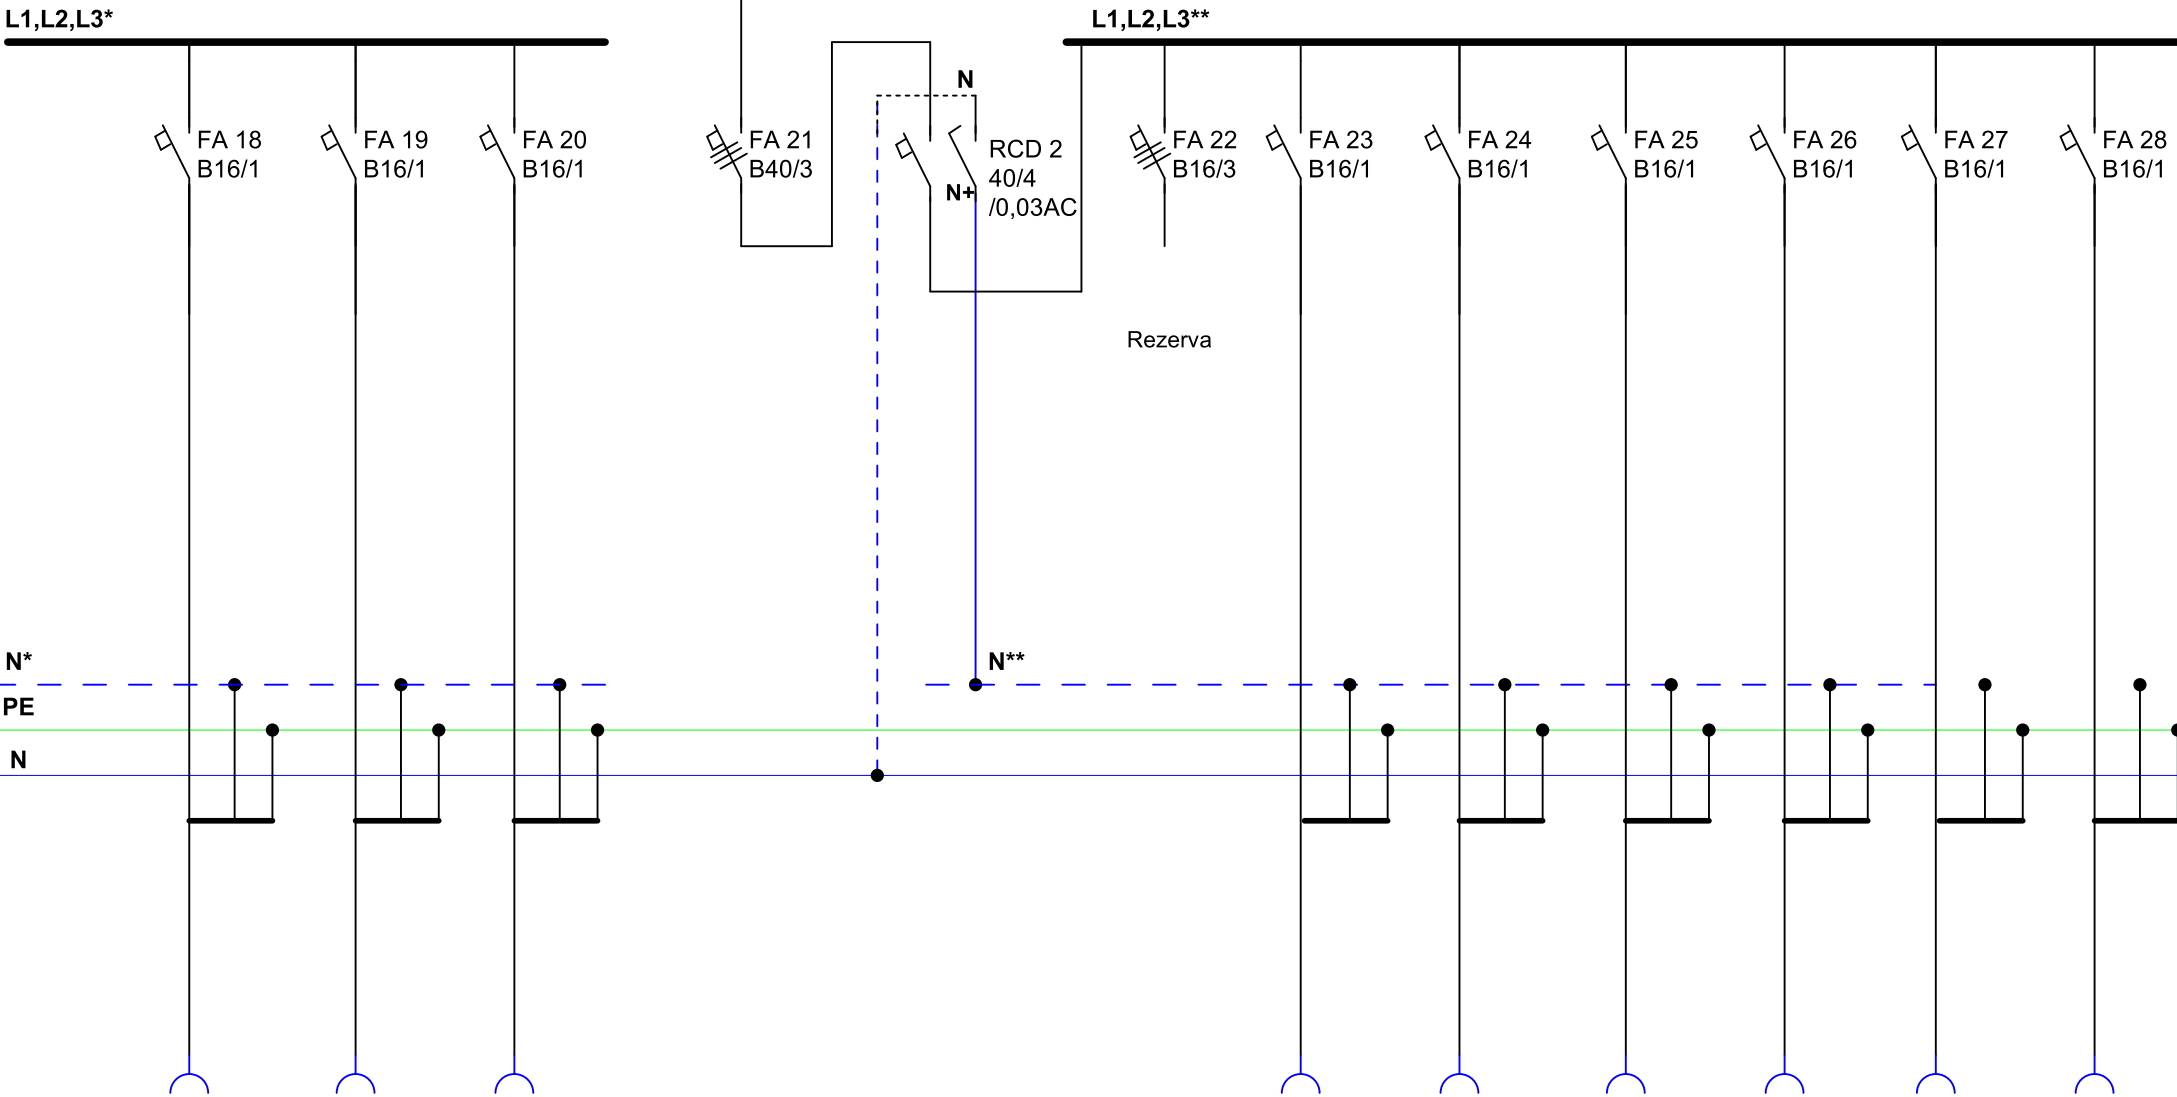 L1,L2,L3*
L1,L2,L3**
N
FA 18
B16/1
FA 19
B16/1
FA 20
B16/1
FA 21
B40/3
RCD 2
40/4
/0,03AC
N+
FA 22
B16/3
FA 23
B16/1
FA 24
B16/1
FA 25
B16/1
FA 26
B16/1
FA 27
B16/1
FA 28
B16/1
Rezerva
N*
N**
PE
N